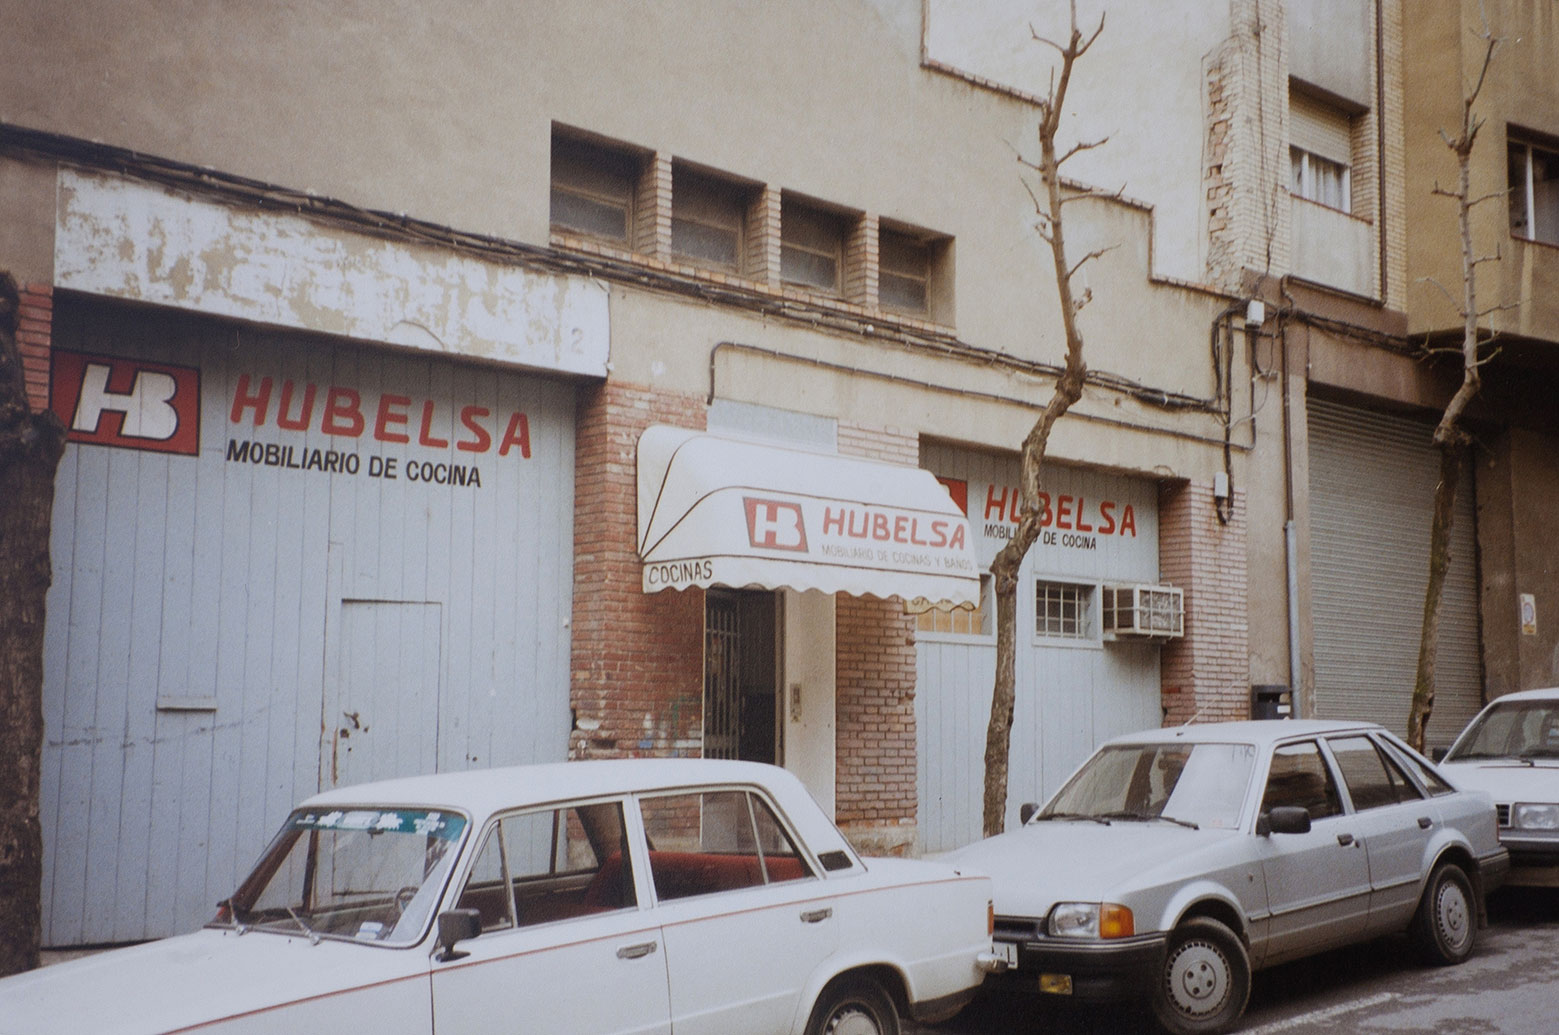 2
HB HUBELSA
MOBILIARIO DE COCINA
HB HUBELSA
MOBILIARIO DE COCINAS Y BAÑOS
COCINAS
HUBELSA
MOBILIARIO DE COCINA